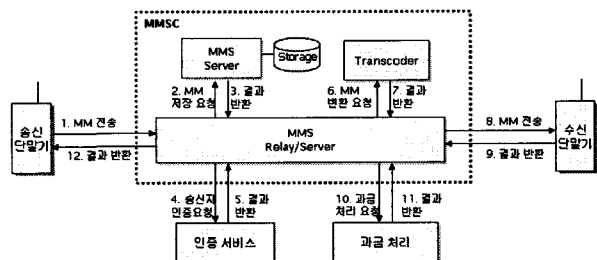 MMSC
MMS
Server
Storage
Transcoder
2. MM
저장 요청
3. 결과
반환
6. MM
변환 요청
7. 결과
반환
송신
단말기
1. MM 전송
12. 결과 반환
MMS
Relay/Server
8. MM 전송
9. 결과 반환
수신
단말기
4. 송신자
인증요청
5. 결과
반환
10. 과금
처리 요청
11. 결과
반환
인증 서비스
과금 처리